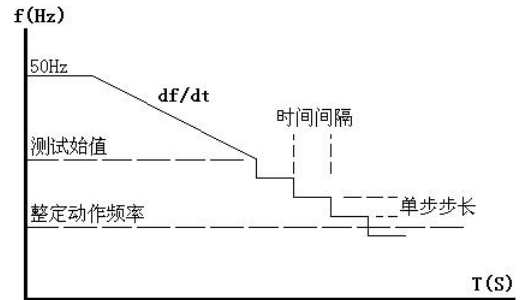 f(Hz)
50Hz
df/dt
时间间隔
测试始值
单步步长
整定动作频率
T(S)